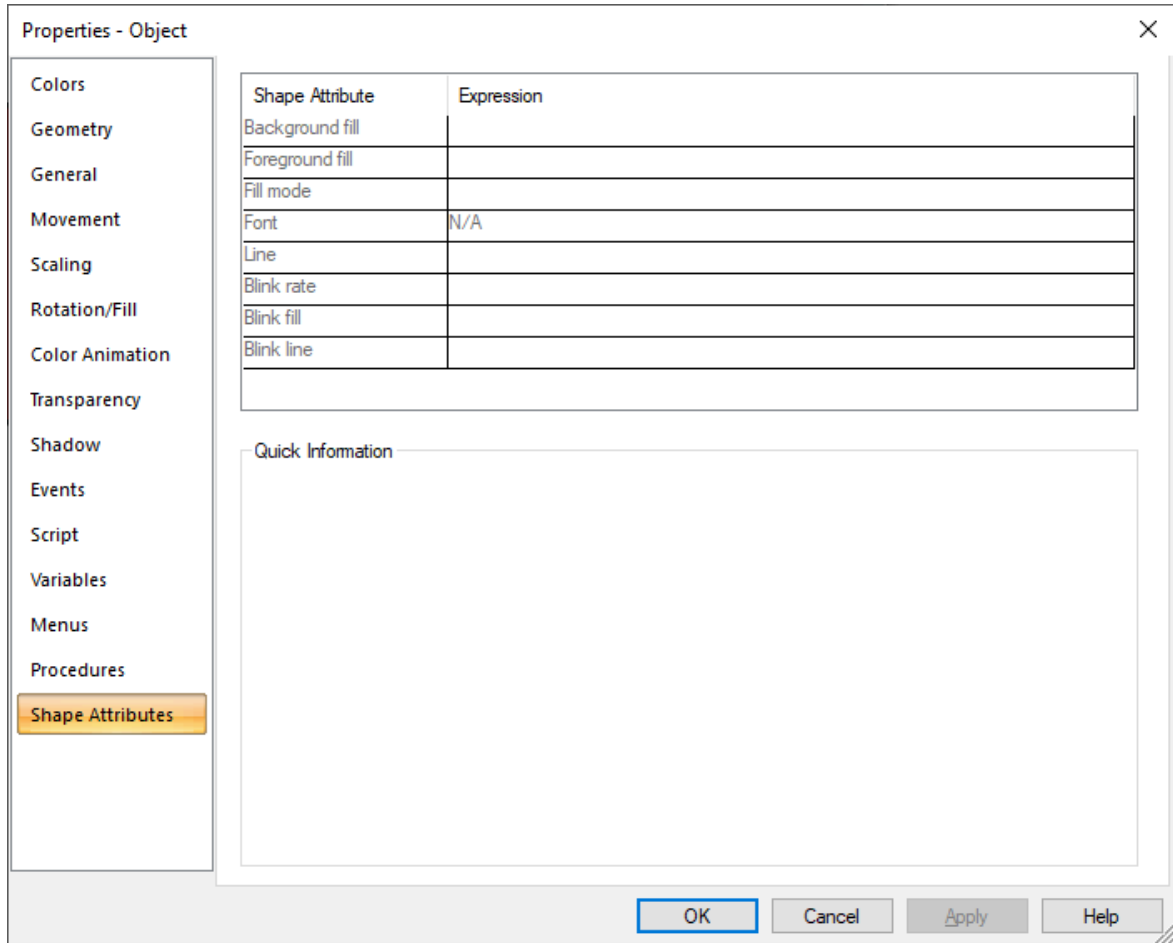 Properties - Object
Colors
Geometry
General
Movement
Scaling
Rotation/Fill
Color Animation
Transparency
Shadow
Events
Script
Variables
Menus
Procedures
Shape Attributes
Shape Attribute Expression
Background fill
Foreground fill
Fill mode
Font N/A
Line
Blink rate
Blink fill
Blink line
Quick Information
OK Cancel Apply Help